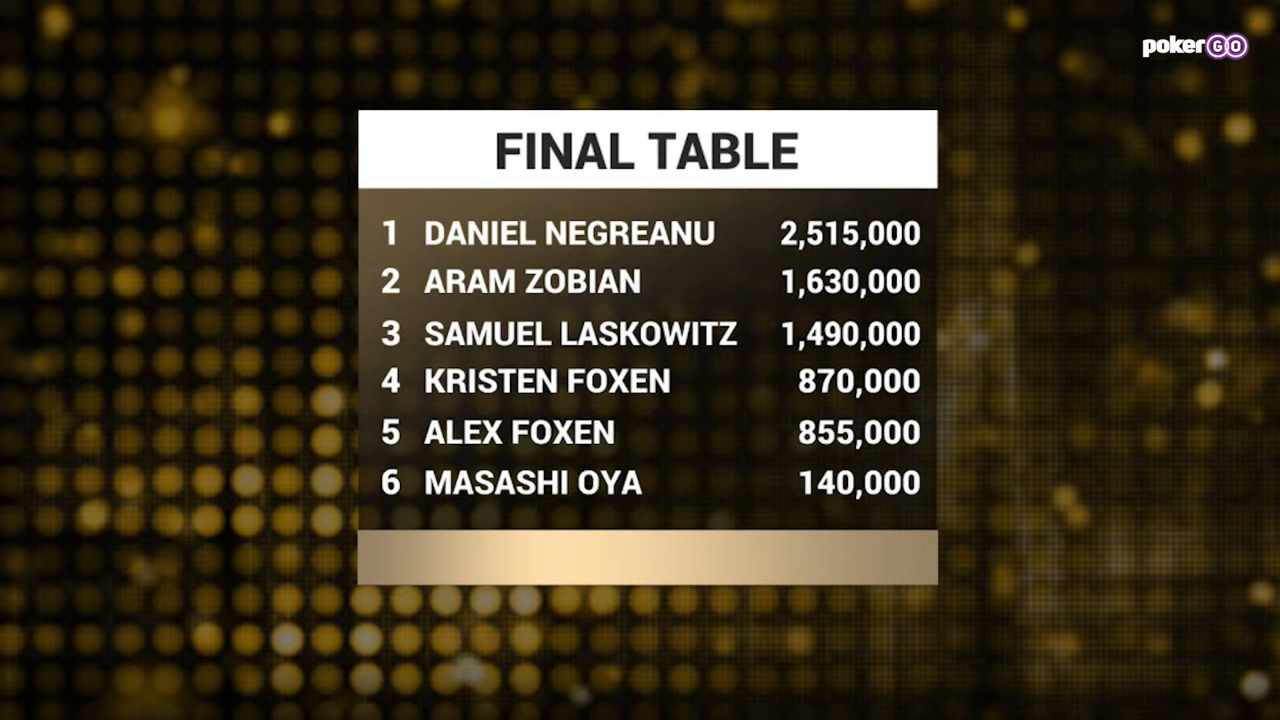 pokerGO
FINAL TABLE
1 DANIEL NEGREANU 2,515,000
2 ARAM ZOBIAN 1,630,000
3 SAMUEL LASKOWITZ 1,490,000
4 KRISTEN FOXEN 870,000
5 ALEX FOXEN 855,000
6 MASASHI OYA 140,000